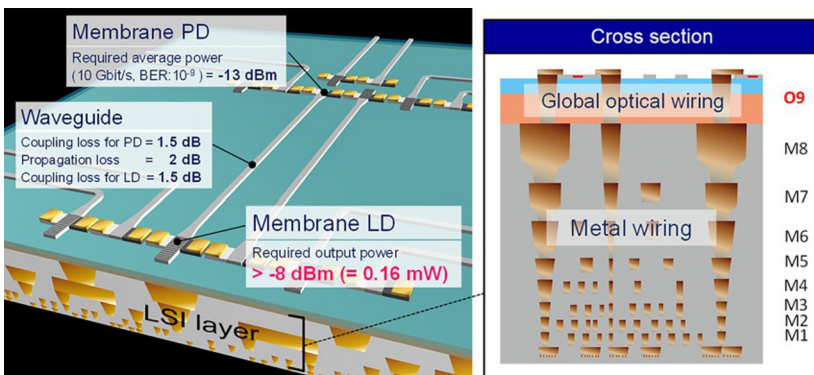 Membrane PD
Required average power
(10 Gbit/s, BER:10⁻⁹) = -13 dBm
Waveguide
Coupling loss for PD = 1.5 dB
Propagation loss = 2 dB
Coupling loss for LD = 1.5 dB
Membrane LD
Required output power
> -8 dBm (= 0.16 mW)
LSI layer
Cross section
Global optical wiring
O9
M8
M7
Metal wiring
M6
M5
M4
M3
M2
M1